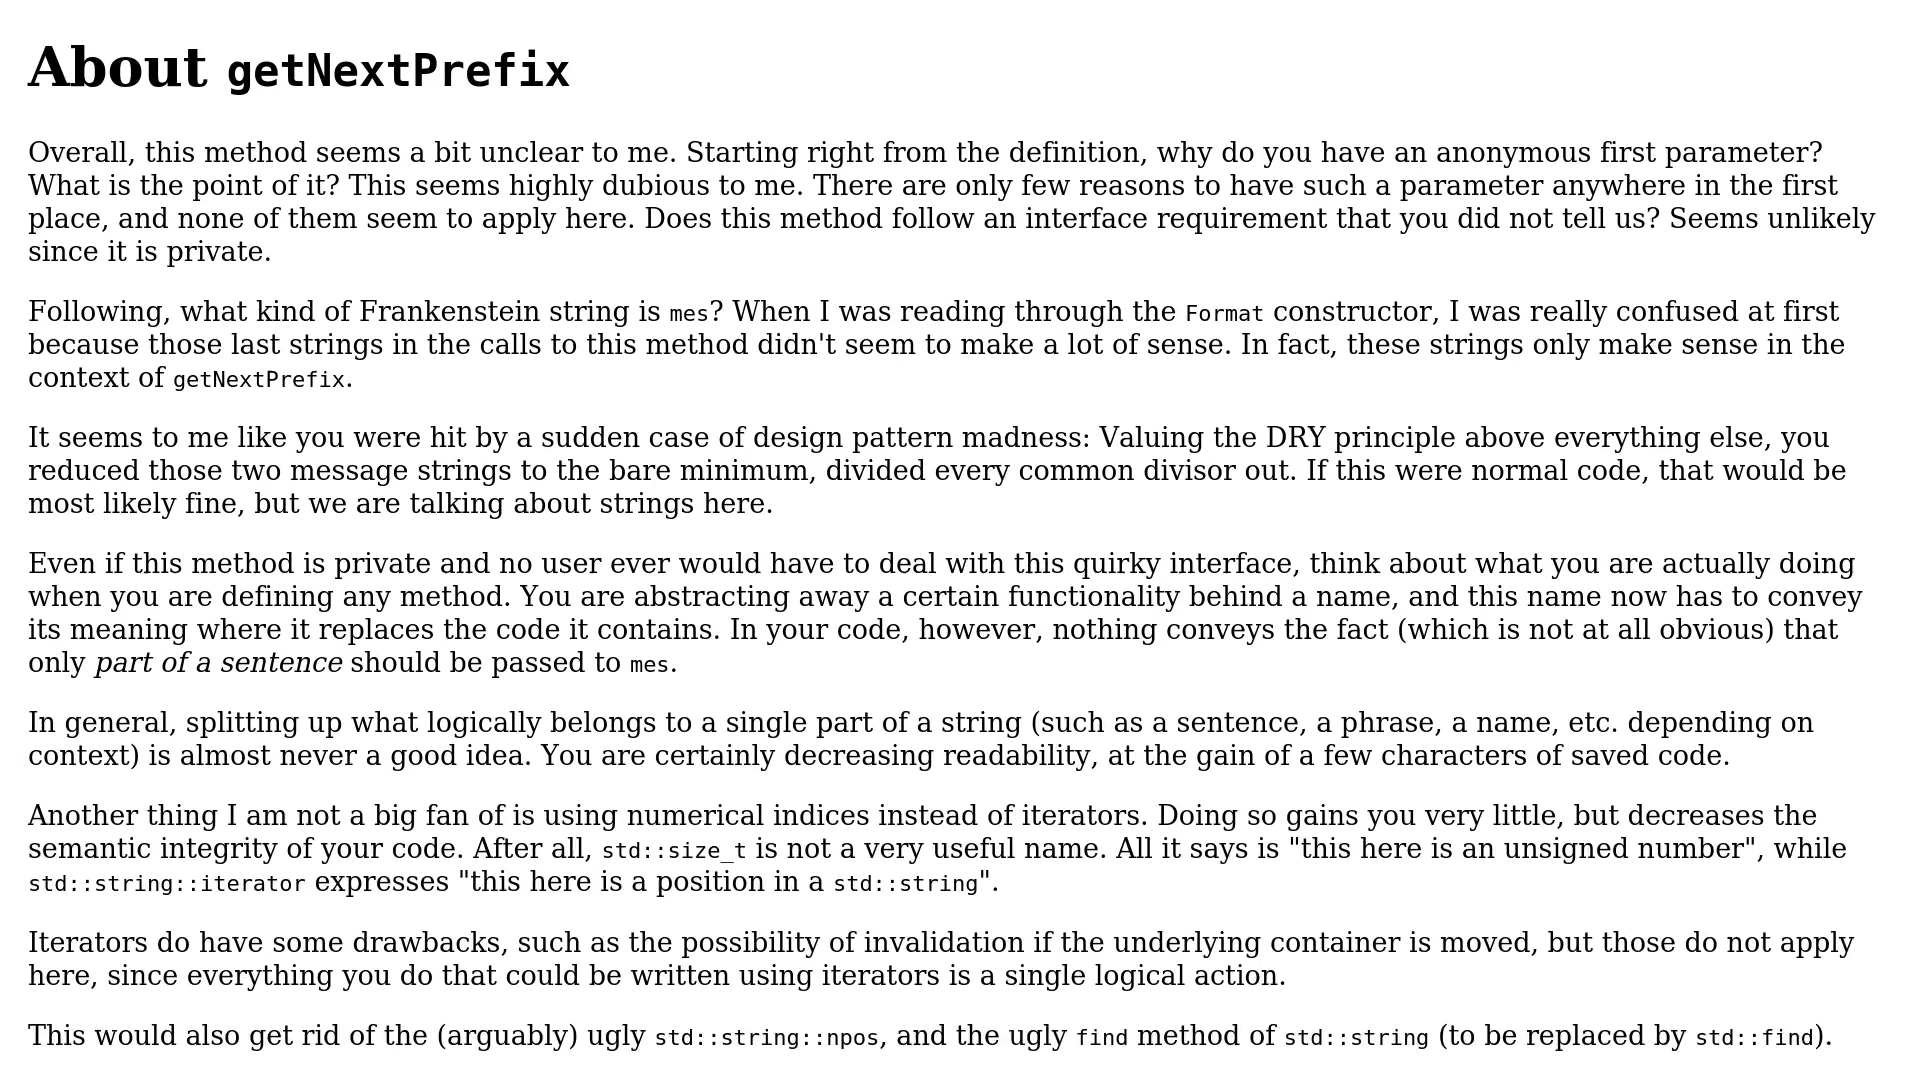 About getNextPrefix
Overall, this method seems a bit unclear to me. Starting right from the definition, why do you have an anonymous first parameter?
What is the point of it? This seems highly dubious to me. There are only few reasons to have such a parameter anywhere in the first
place, and none of them seem to apply here. Does this method follow an interface requirement that you did not tell us? Seems unlikely
since it is private.
Following, what kind of Frankenstein string is mes? When I was reading through the Format constructor, I was really confused at first
because those last strings in the calls to this method didn't seem to make a lot of sense. In fact, these strings only make sense in the
context of getNextPrefix.
It seems to me like you were hit by a sudden case of design pattern madness: Valuing the DRY principle above everything else, you
reduced those two message strings to the bare minimum, divided every common divisor out. If this were normal code, that would be
most likely fine, but we are talking about strings here.
Even if this method is private and no user ever would have to deal with this quirky interface, think about what you are actually doing
when you are defining any method. You are abstracting away a certain functionality behind a name, and this name now has to convey
its meaning where it replaces the code it contains. In your code, however, nothing conveys the fact (which is not at all obvious) that
only part of a sentence should be passed to mes.
In general, splitting up what logically belongs to a single part of a string (such as a sentence, a phrase, a name, etc. depending on
context) is almost never a good idea. You are certainly decreasing readability, at the gain of a few characters of saved code.
Another thing I am not a big fan of is using numerical indices instead of iterators. Doing so gains you very little, but decreases the
semantic integrity of your code. After all, std::size_t is not a very useful name. All it says is "this here is an unsigned number", while
std::string::iterator expresses "this here is a position in a std::string".
Iterators do have some drawbacks, such as the possibility of invalidation if the underlying container is moved, but those do not apply
here, since everything you do that could be written using iterators is a single logical action.
This would also get rid of the (arguably) ugly std::string::npos, and the ugly find method of std::string (to be replaced by std::find).